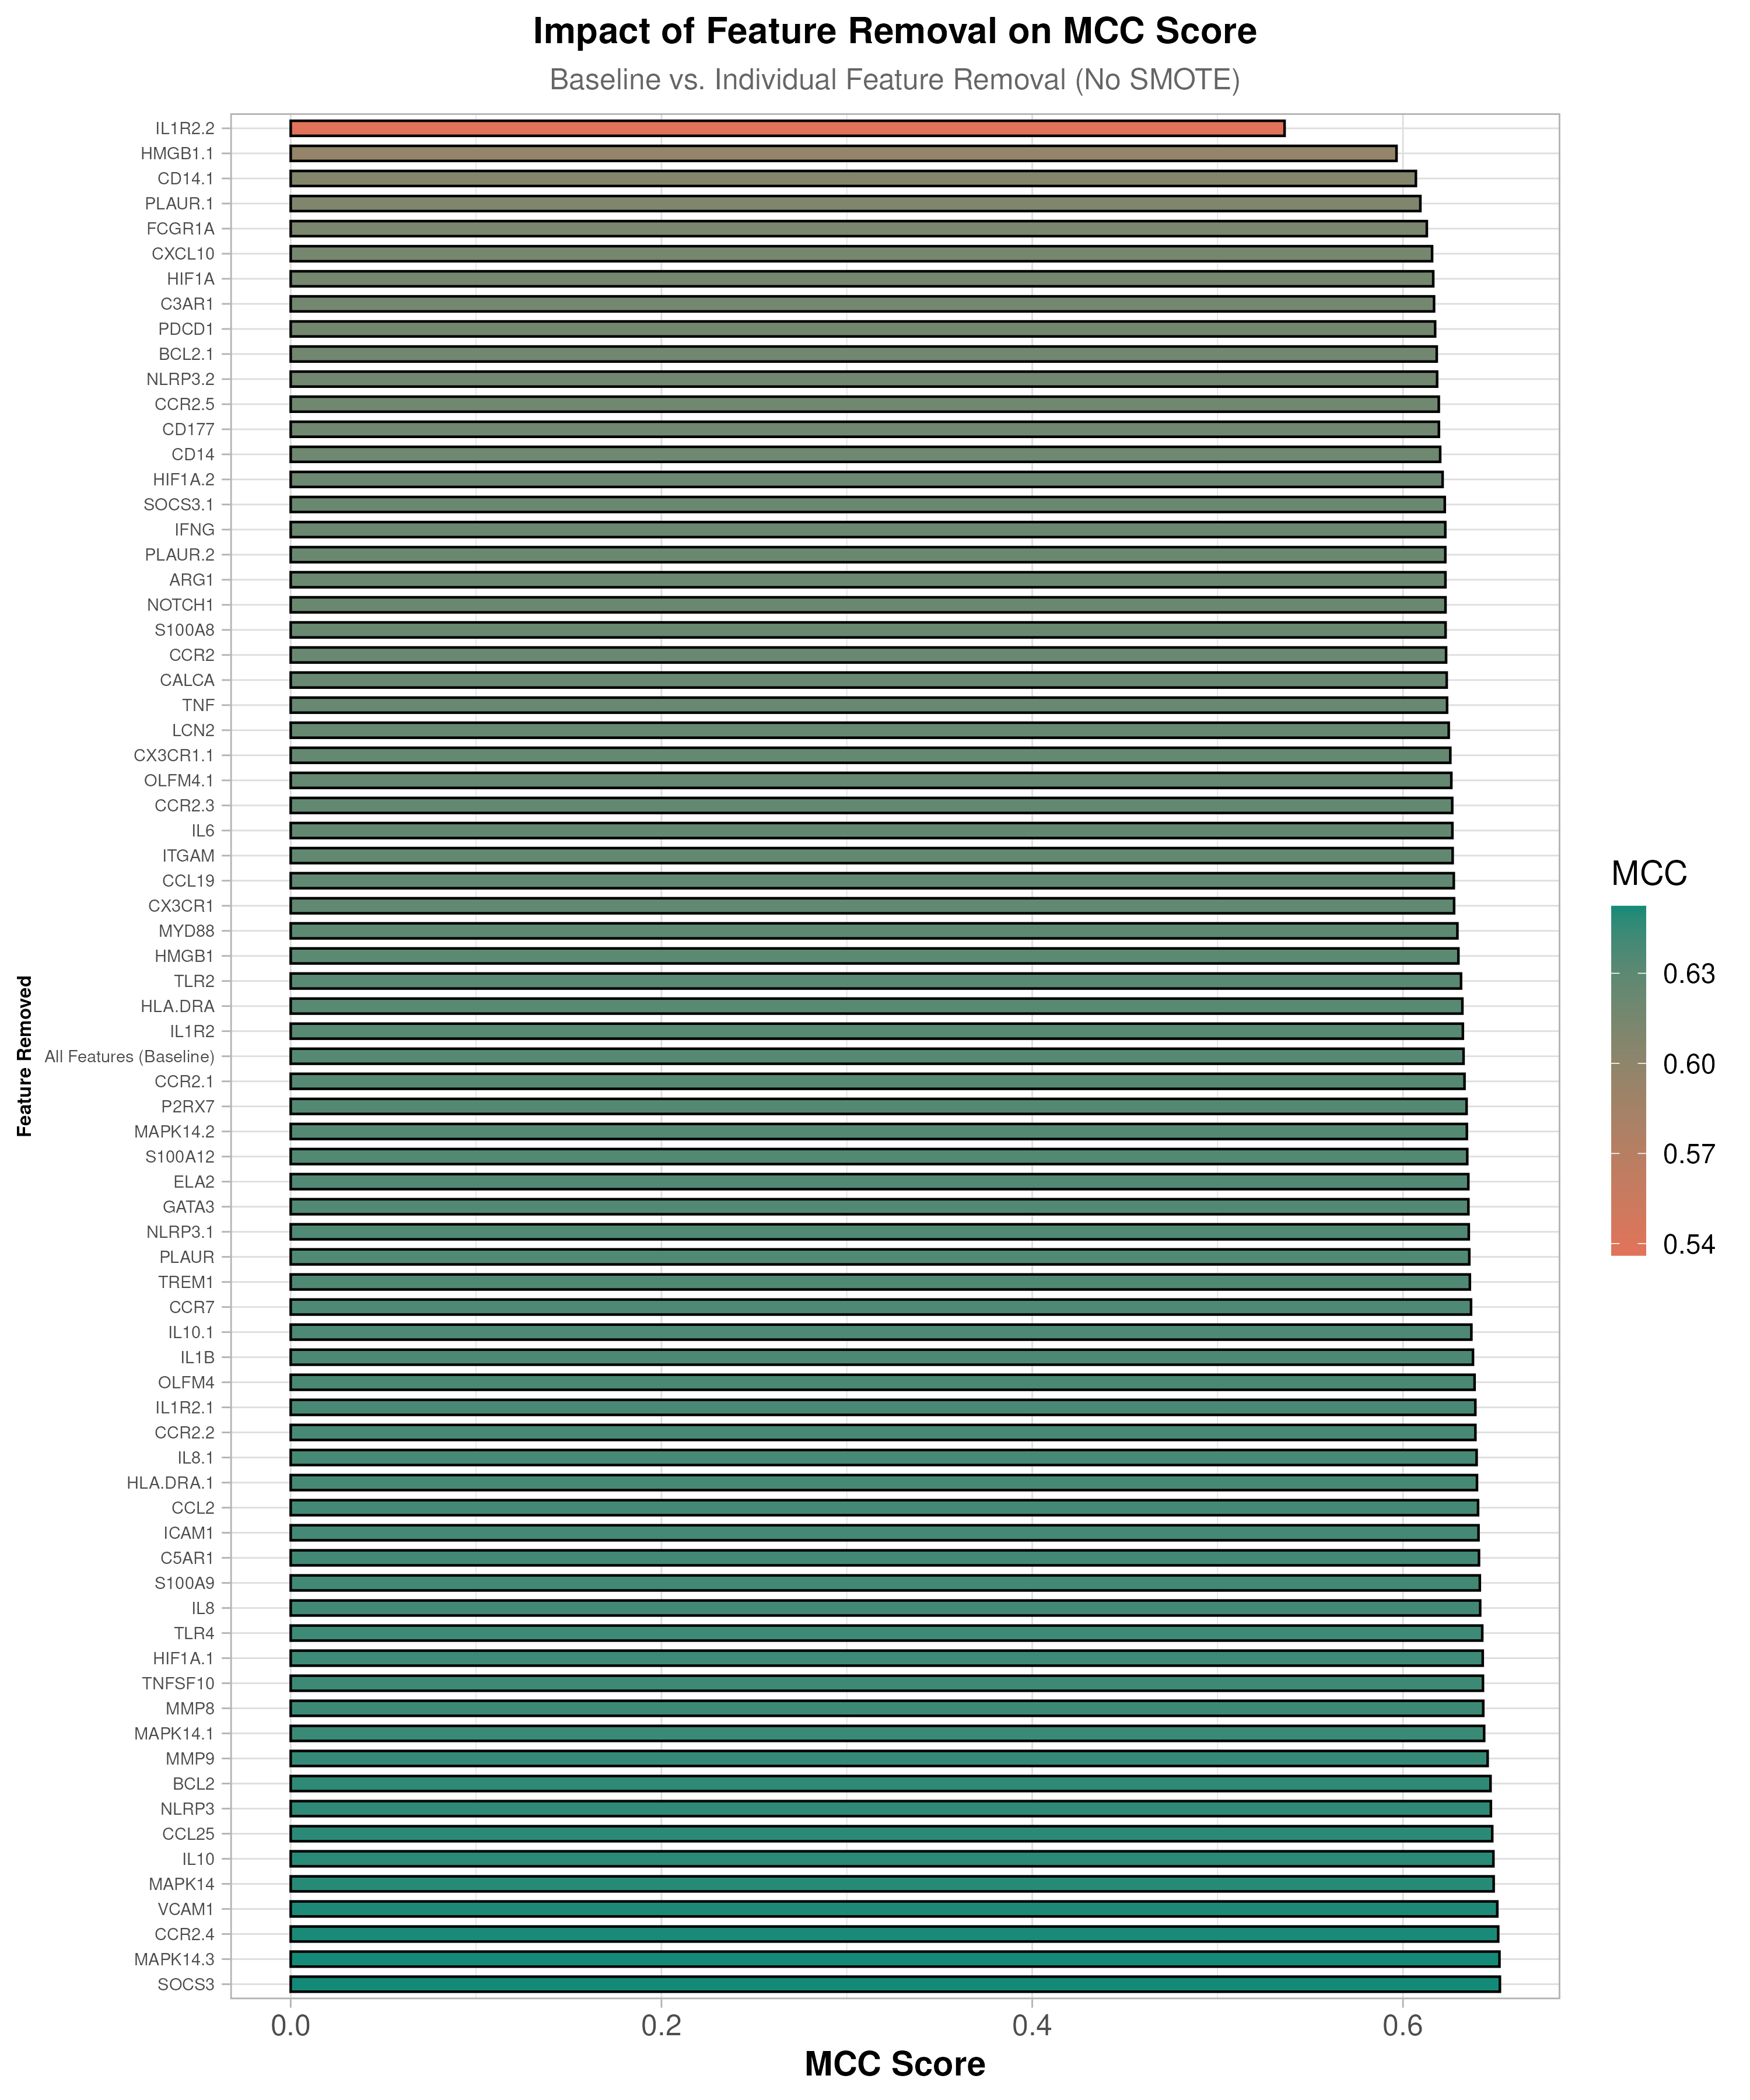 Impact of Feature Removal on MCC Score
Baseline vs. Individual Feature Removal (No SMOTE)
Feature Removed
IL1R2.2
HMGB1.1
CD14.1
PLAUR.1
FCGR1A
CXCL10
HIF1A
C3AR1
PDCD1
BCL2.1
NLRP3.2
CCR2.5
CD177
CD14
HIF1A.2
SOCS3.1
IFNG
PLAUR.2
ARG1
NOTCH1
S100A8
CCR2
CALCA
TNF
LCN2
CX3CR1.1
OLFM4.1
CCR2.3
IL6
ITGAM
CCL19
CX3CR1
MYD88
HMGB1
TLR2
HLA.DRA
IL1R2
All Features (Baseline)
CCR2.1
P2RX7
MAPK14.2
S100A12
ELA2
GATA3
NLRP3.1
PLAUR
TREM1
CCR7
IL10.1
IL1B
OLFM4
IL1R2.1
CCR2.2
IL8.1
HLA.DRA.1
CCL2
ICAM1
C5AR1
S100A9
IL8
TLR4
HIF1A.1
TNFSF10
MMP8
MAPK14.1
MMP9
BCL2
NLRP3
CCL25
IL10
MAPK14
VCAM1
CCR2.4
MAPK14.3
SOCS3
0.0 0.2 0.4 0.6
MCC Score
MCC
0.63
0.60
0.57
0.54